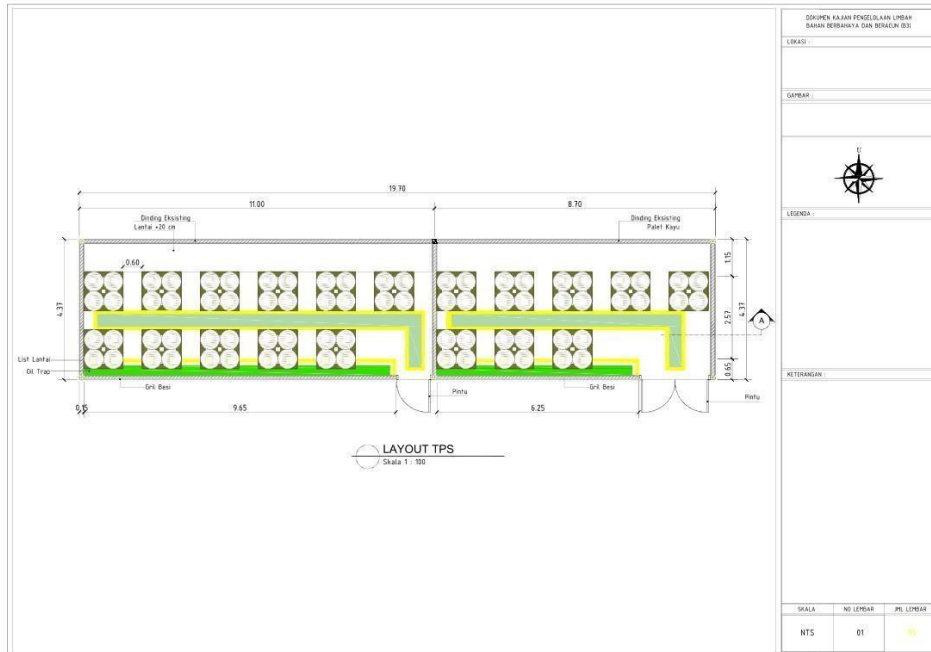 DOKUMEN KAJIAN PENGELOLAAN LIMBAH
BAHAN BERBAHAYA DAN BERACUN (B3)
LOKASI :
GAMBAR :
U
LEGENDA :
KETERANGAN :
SKALA
NO LEMBAR
JML LEMBAR
NTS
01
19.70
11.00
8.70
Dinding Eksisting
Lantai +20 cm
Dinding Eksisting
Palet Kayu
0.60
4.37
1.15
2.57
4.37
0.65
A
List Lantai
Oil Trap
Gril Besi
Pintu
Gril Besi
Pintu
0.15
9.65
6.25
LAYOUT TPS
Skala 1 : 100